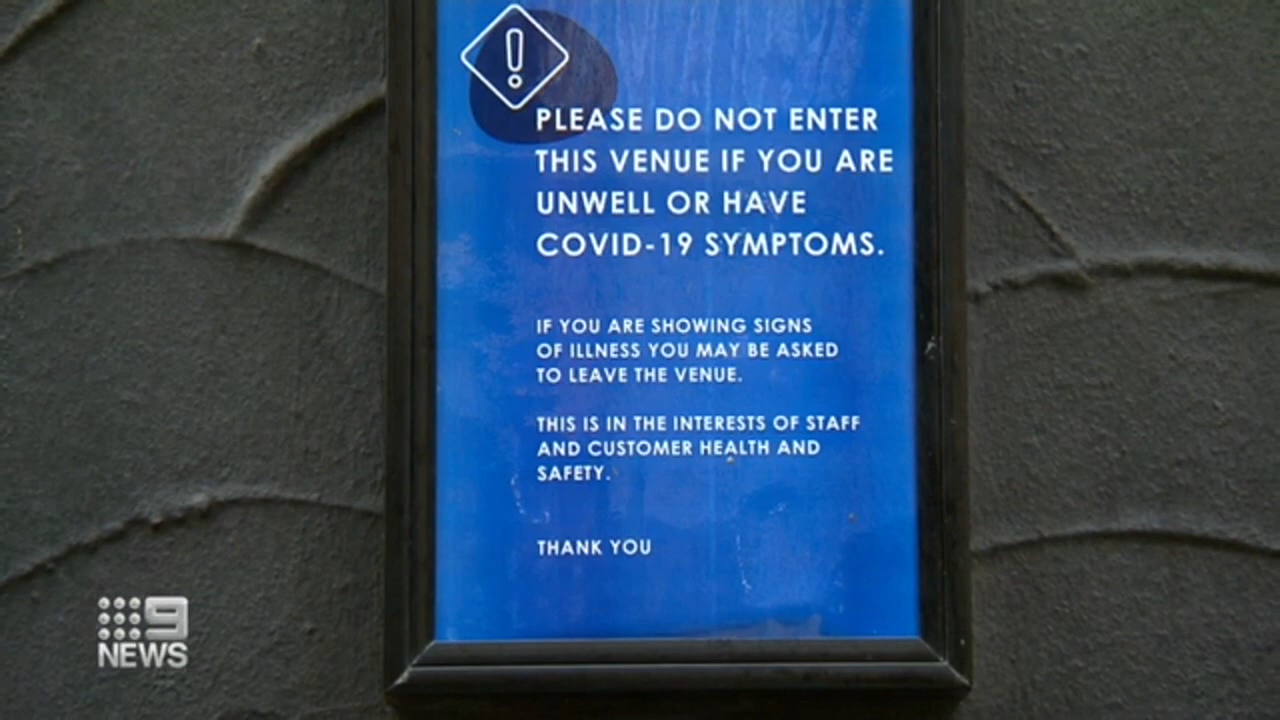 PLEASE DO NOT ENTER
THIS VENUE IF YOU ARE
UNWELL OR HAVE
COVID-19 SYMPTOMS.
IF YOU ARE SHOWING SIGNS
OF ILLNESS YOU MAY BE ASKED
TO LEAVE THE VENUE.
THIS IS IN THE INTERESTS OF STAFF
AND CUSTOMER HEALTH AND
SAFETY.
THANK YOU
9
NEWS